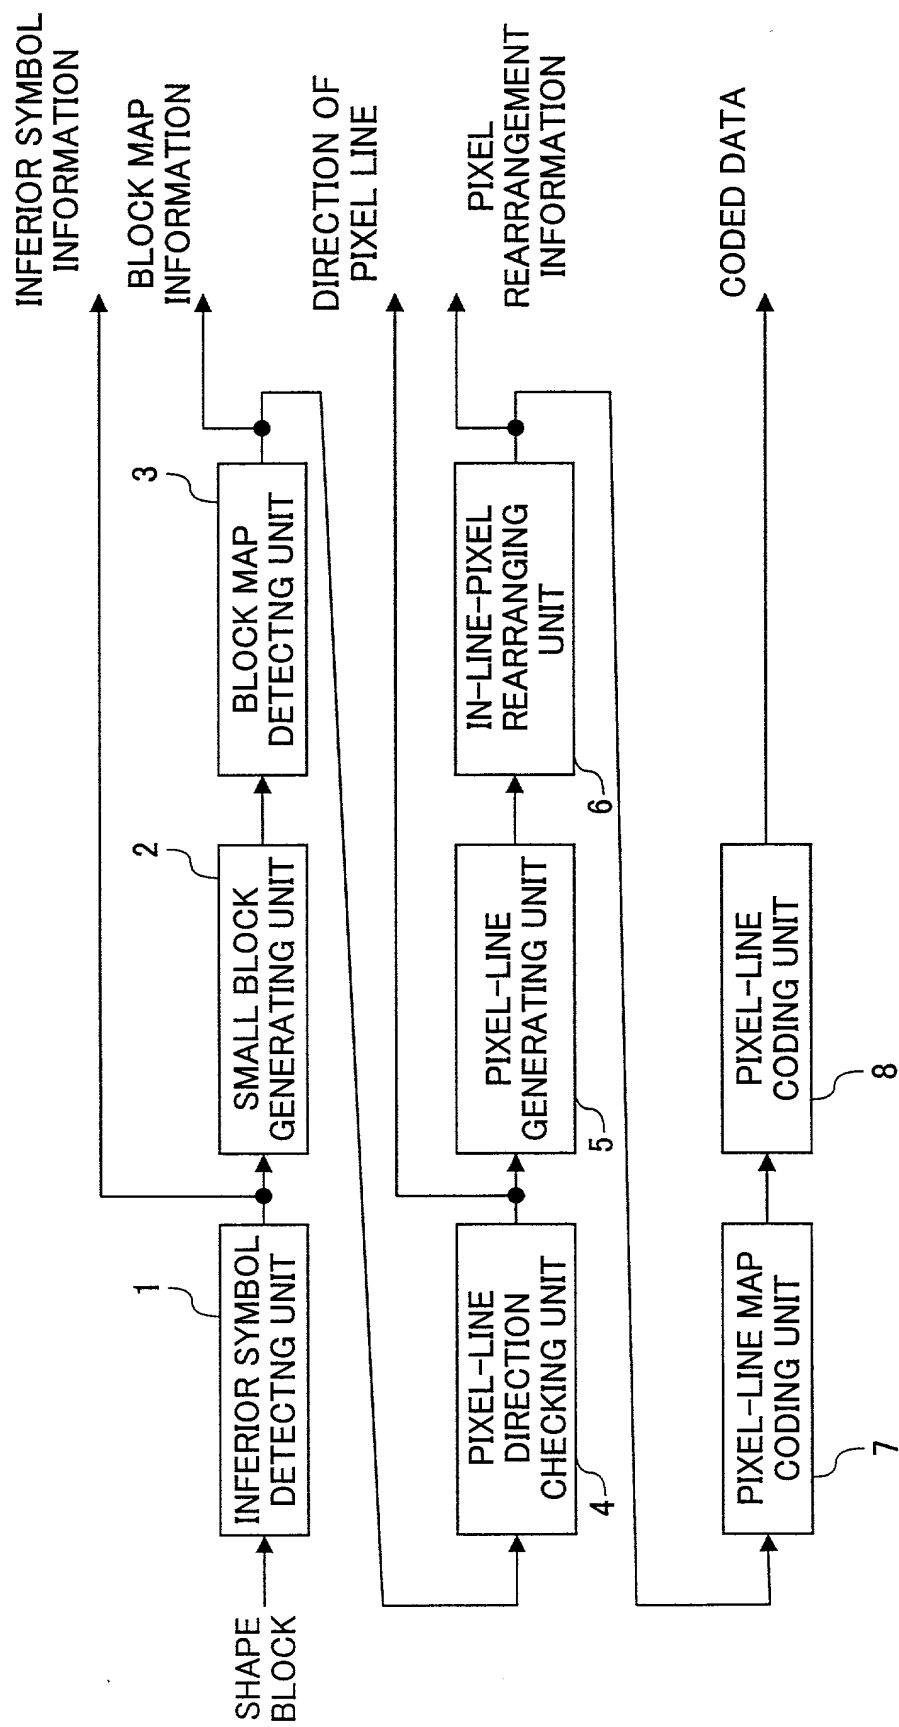 INFERIOR SYMBOL
INFORMATION
BLOCK MAP
INFORMATION
3
BLOCK MAP
DETECTNG UNIT
2
SMALL BLOCK
GENERATING UNIT
1
INFERIOR SYMBOL
DETECTNG UNIT
SHAPE
BLOCK
DIRECTION OF
PIXEL LINE
PIXEL
REARRANGEMENT
INFORMATION
IN-LINE-PIXEL
REARRANGING
UNIT
6
PIXEL-LINE
GENERATING UNIT
5
PIXEL-LINE
DIRECTION
CHECKING UNIT
4
CODED DATA
PIXEL-LINE
CODING UNIT
8
PIXEL-LINE MAP
CODING UNIT
7